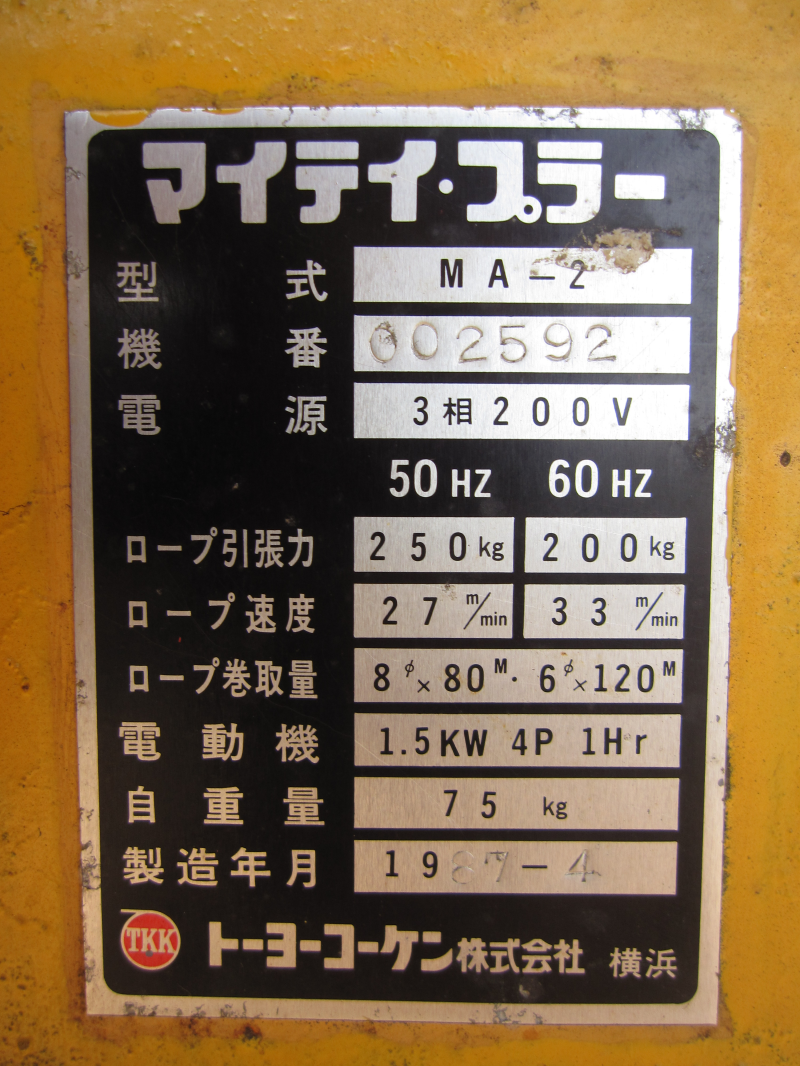 マイテイ・プラー
型式 MA-2
機番 002592
電源 3相200V
50HZ 60HZ
ロープ引張力 250kg 200kg
ロープ速度 27m/min 33m/min
ロープ巻取量 8φ×80M・6φ×120M
電動機 1.5KW 4P 1Hr
自重量 75kg
製造年月 1987-4
TKK トーヨーコーケン株式会社 横浜